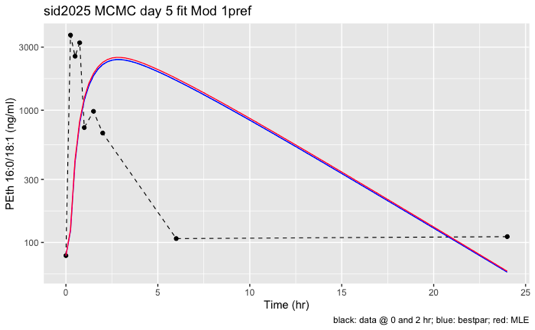 sid2025 MCMC day 5 fit Mod 1pref
PEth 16:0/18:1 (ng/ml)
3000
1000
300
100
0
5
10
15
20
25
Time (hr)
black: data @ 0 and 2 hr; blue: bestpar; red: MLE